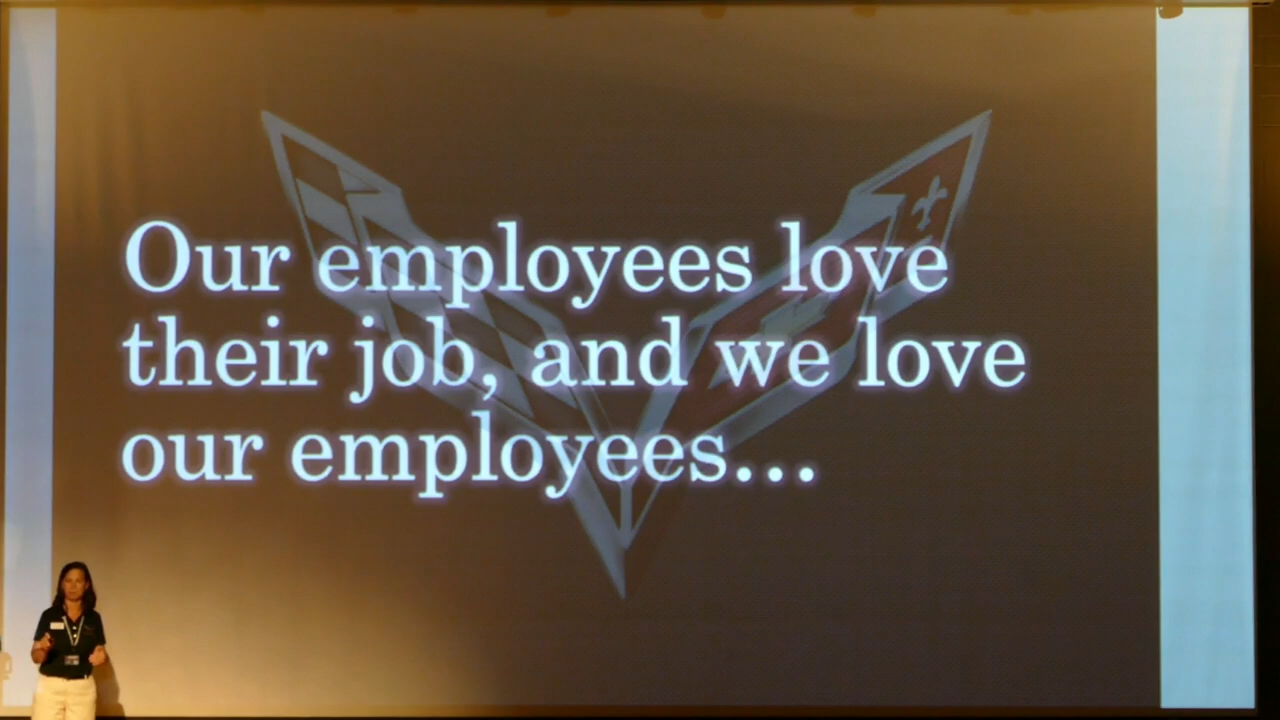 Our employees love
their job, and we love
our employees...